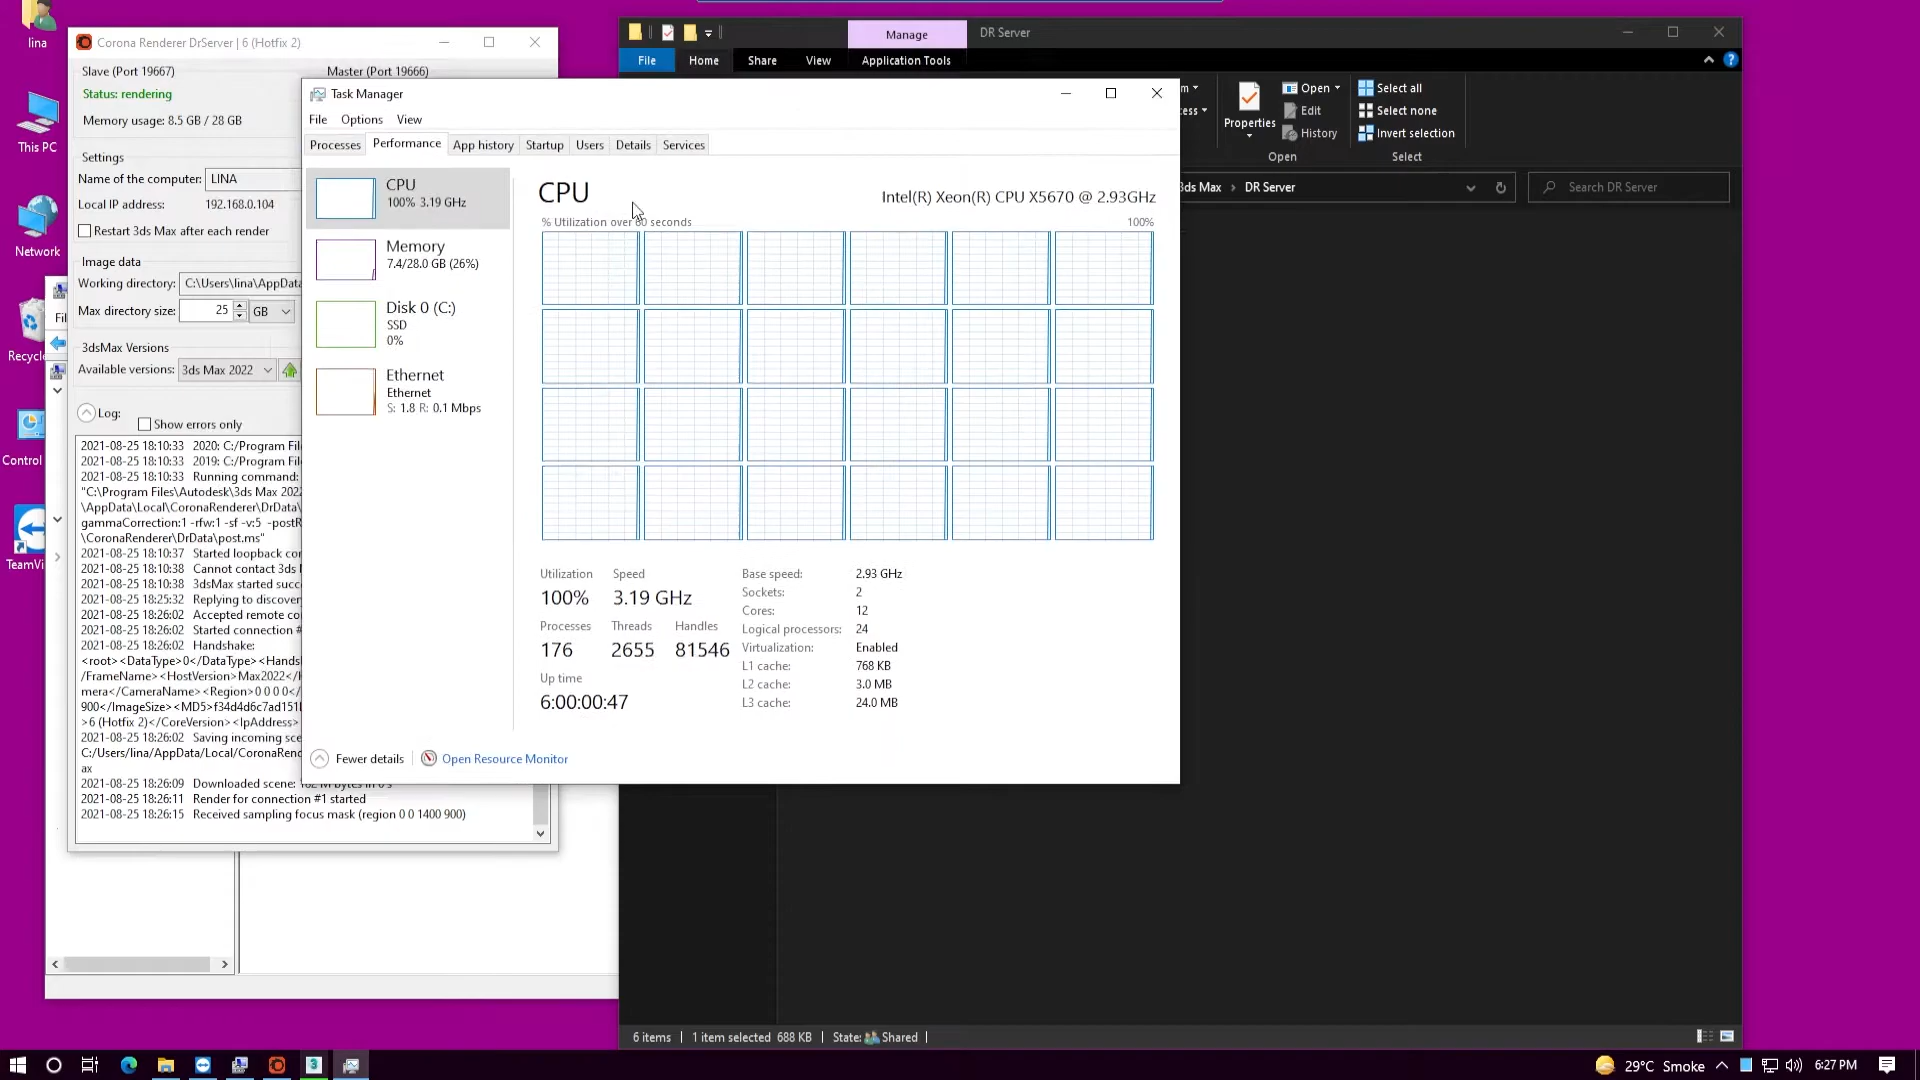 lina
This PC
Network
Recycle
Control
TeamVi
Corona Renderer DrServer | 6 (Hotfix 2)
Slave (Port 19667)
Master (Port 19666)
Status: rendering
Memory usage: 8.5 GB / 28 GB
Settings
Name of the computer: LINA
Local IP address: 192.168.0.104
Restart 3ds Max after each render
Image data
Working directory: C:\Users\lina\AppData
Max directory size: 25 GB
3dsMax Versions
Available versions: 3ds Max 2022
Log:
Show errors only
2021-08-25 18:10:33 2020: C:/Program Fil
2021-08-25 18:10:33 2019: C:/Program Fil
2021-08-25 18:10:33 Running command:
"C:\Program Files\Autodesk\3ds Max 2022
\AppData\Local\CoronaRenderer\DrData\
gammaCorrection:1 -rfw:1 -sf -v:5 -postR
\CoronaRenderer\DrData\post.ms"
2021-08-25 18:10:37 Started loopback con
2021-08-25 18:10:38 Cannot contact 3ds
2021-08-25 18:10:38 3dsMax started succ
2021-08-25 18:25:32 Replying to discover
2021-08-25 18:26:02 Accepted remote co
2021-08-25 18:26:02 Started connection #
2021-08-25 18:26:02 Handshake:
<root><DataType>0</DataType><Hands
/FrameName><HostVersion>Max2022</H
mera</CameraName><Region>0 0 0 0</
900</ImageSize><MD5>f34d4d6c7ad151
>6 (Hotfix 2)</CoreVersion><IpAddress>
2021-08-25 18:26:02 Saving incoming sce
C:/Users/lina/AppData/Local/CoronaRend
ax
2021-08-25 18:26:09 Downloaded scene:
2021-08-25 18:26:11 Render for connection #1 started
2021-08-25 18:26:15 Received sampling focus mask (region 0 0 1400 900)
Fil
Task Manager
File Options View
Processes Performance App history Startup Users Details Services
CPU
100% 3.19 GHz
Memory
7.4/28.0 GB (26%)
Disk 0 (C:)
SSD
0%
Ethernet
Ethernet
S: 1.8 R: 0.1 Mbps
CPU
Intel(R) Xeon(R) CPU X5670 @ 2.93GHz
% Utilization over 60 seconds
100%
Utilization Speed
100% 3.19 GHz
Processes Threads Handles
176 2655 81546
Up time
6:00:00:47
Base speed: 2.93 GHz
Sockets: 2
Cores: 12
Logical processors: 24
Virtualization: Enabled
L1 cache: 768 KB
L2 cache: 3.0 MB
L3 cache: 24.0 MB
Fewer details
Open Resource Monitor
Manage
DR Server
File Home Share View Application Tools
Properties
Open
Edit
History
Open
Select all
Select none
Invert selection
Select
3ds Max > DR Server
Search DR Server
6 items
1 item selected 688 KB
State: Shared
29°C Smoke
6:27 PM